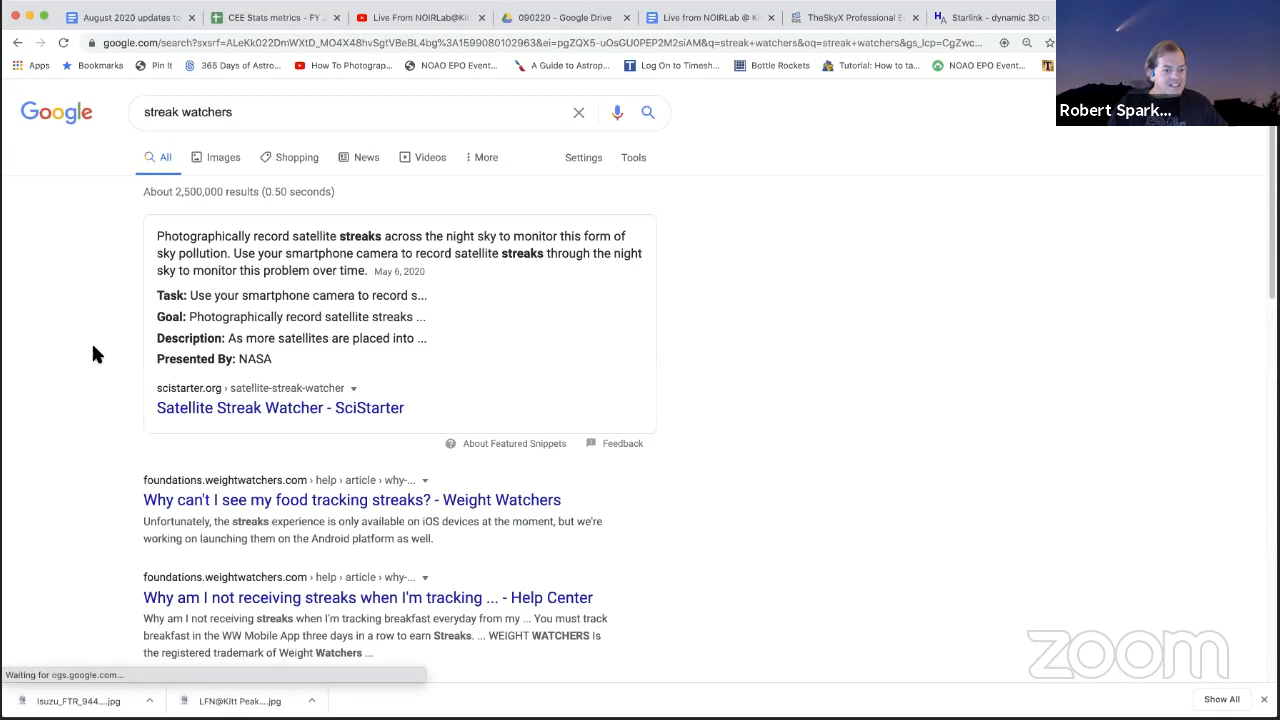 August 2020 updates to
CEE Stats metrics - FY
Live From NOIRLab@Kit
090220 - Google Drive
Live from NOIRLab @ K
TheSkyX Professional E
Starlink - dynamic 3D or
google.com/search?sxsrf=ALeKk022DmWXtD_MO4X48hvSgtVBeBL4bg%3A1599080102963&ei=pgZQX5-uOsGU0PEP2M2siAM&q=streak+watchers&oq=streak+watchers&gs_lcp=CgZwc...
Apps Bookmarks Pin It 365 Days of Astro... How To Photograp... NOAO EPO Event... A Guide to Astrop... Log On to Timesh... Bottle Rockets Tutorial: How to ta... NOAO EPO Event...
Robert Spark...
Google
streak watchers
All Images Shopping News Videos More Settings Tools
About 2,500,000 results (0.50 seconds)
Photographically record satellite streaks across the night sky to monitor this form of
sky pollution. Use your smartphone camera to record satellite streaks through the night
sky to monitor this problem over time. May 6, 2020
Task: Use your smartphone camera to record s...
Goal: Photographically record satellite streaks ...
Description: As more satellites are placed into ...
Presented By: NASA
scistarter.org › satellite-streak-watcher
Satellite Streak Watcher - SciStarter
About Featured Snippets Feedback
foundations.weightwatchers.com › help › article › why-...
Why can't I see my food tracking streaks? - Weight Watchers
Unfortunately, the streaks experience is only available on iOS devices at the moment, but we're
working on launching them on the Android platform as well.
foundations.weightwatchers.com › help › article › why-...
Why am I not receiving streaks when I'm tracking ... - Help Center
Why am I not receiving streaks when I'm tracking breakfast everyday from my ... You must track
breakfast in the WW Mobile App three days in a row to earn Streaks. ... WEIGHT WATCHERS Is
the registered trademark of Weight Watchers ...
zoom
Waiting for ogs.google.com...
Isuzu_FTR_944....jpg
LFN@Kitt Peak....jpg
Show All